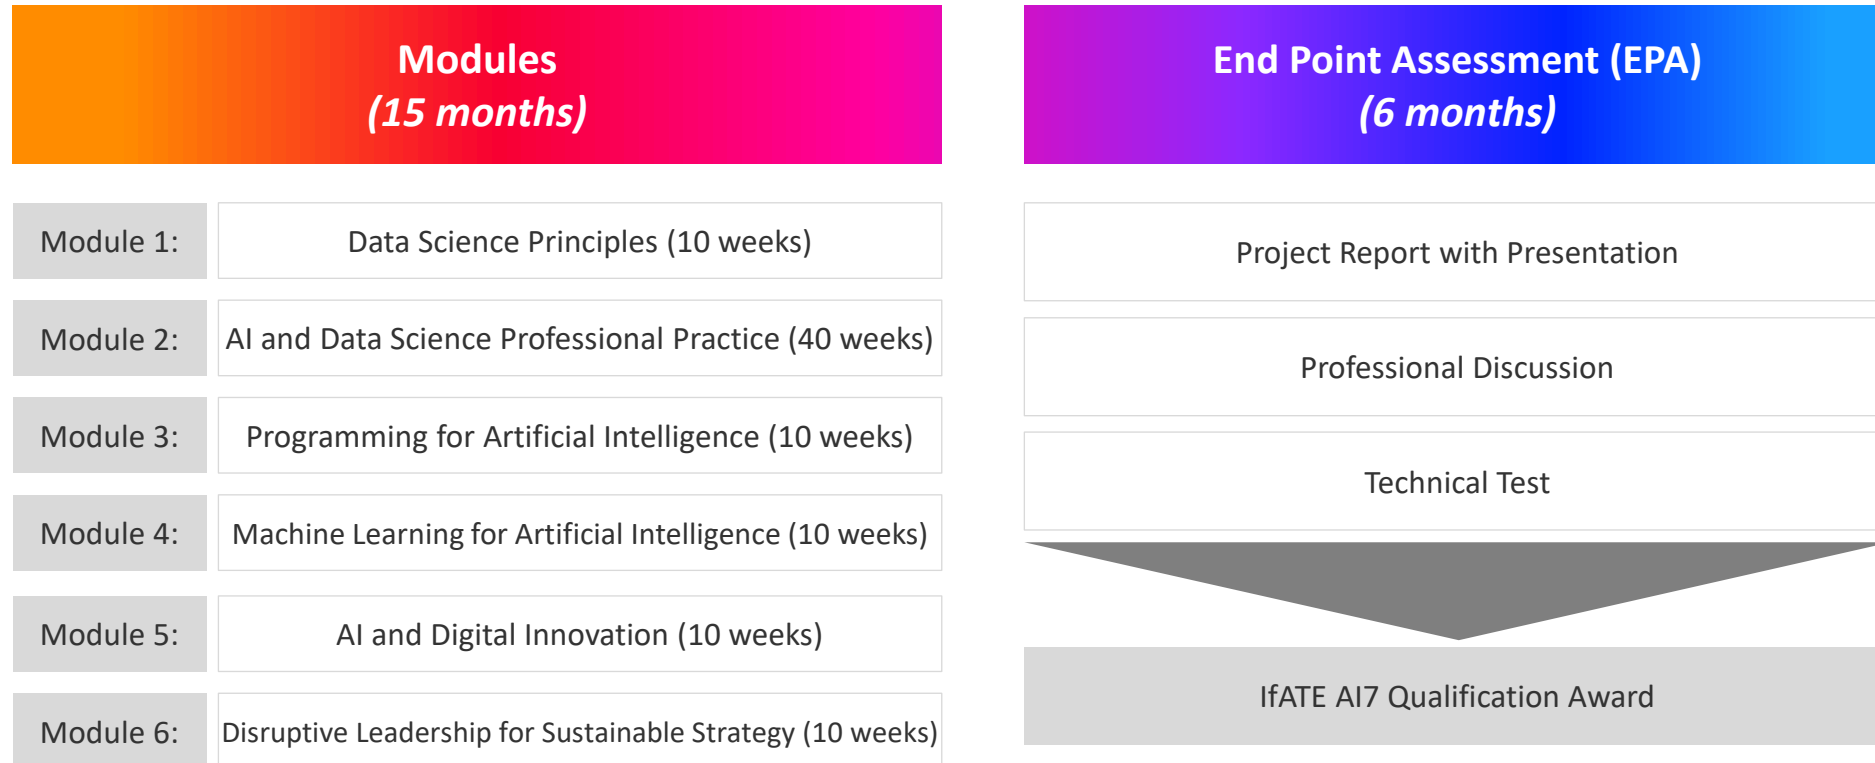 Modules
(15 months)
Module 1:
Data Science Principles (10 weeks)
Module 2:
AI and Data Science Professional Practice (40 weeks)
Module 3:
Programming for Artificial Intelligence (10 weeks)
Module 4:
Machine Learning for Artificial Intelligence (10 weeks)
Module 5:
AI and Digital Innovation (10 weeks)
Module 6:
Disruptive Leadership for Sustainable Strategy (10 weeks)
End Point Assessment (EPA)
(6 months)
Project Report with Presentation
Professional Discussion
Technical Test
IfATE AI7 Qualification Award